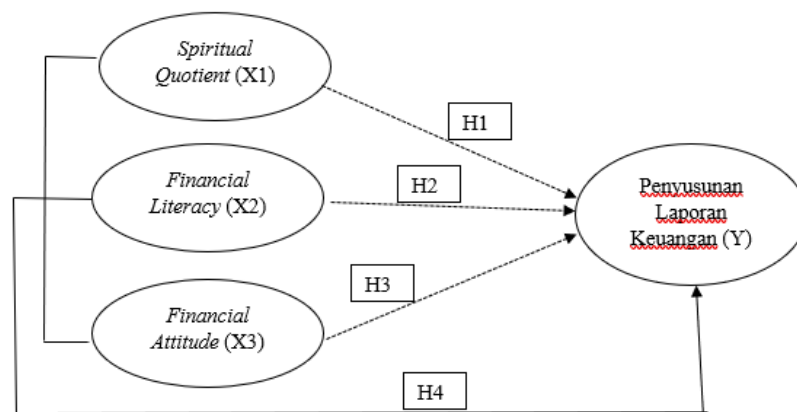 Spiritual
Quotient (X1)
H1
Financial
Literacy (X2)
H2
Penyusunan
Laporan
Keuangan (Y)
H3
Financial
Attitude (X3)
H4